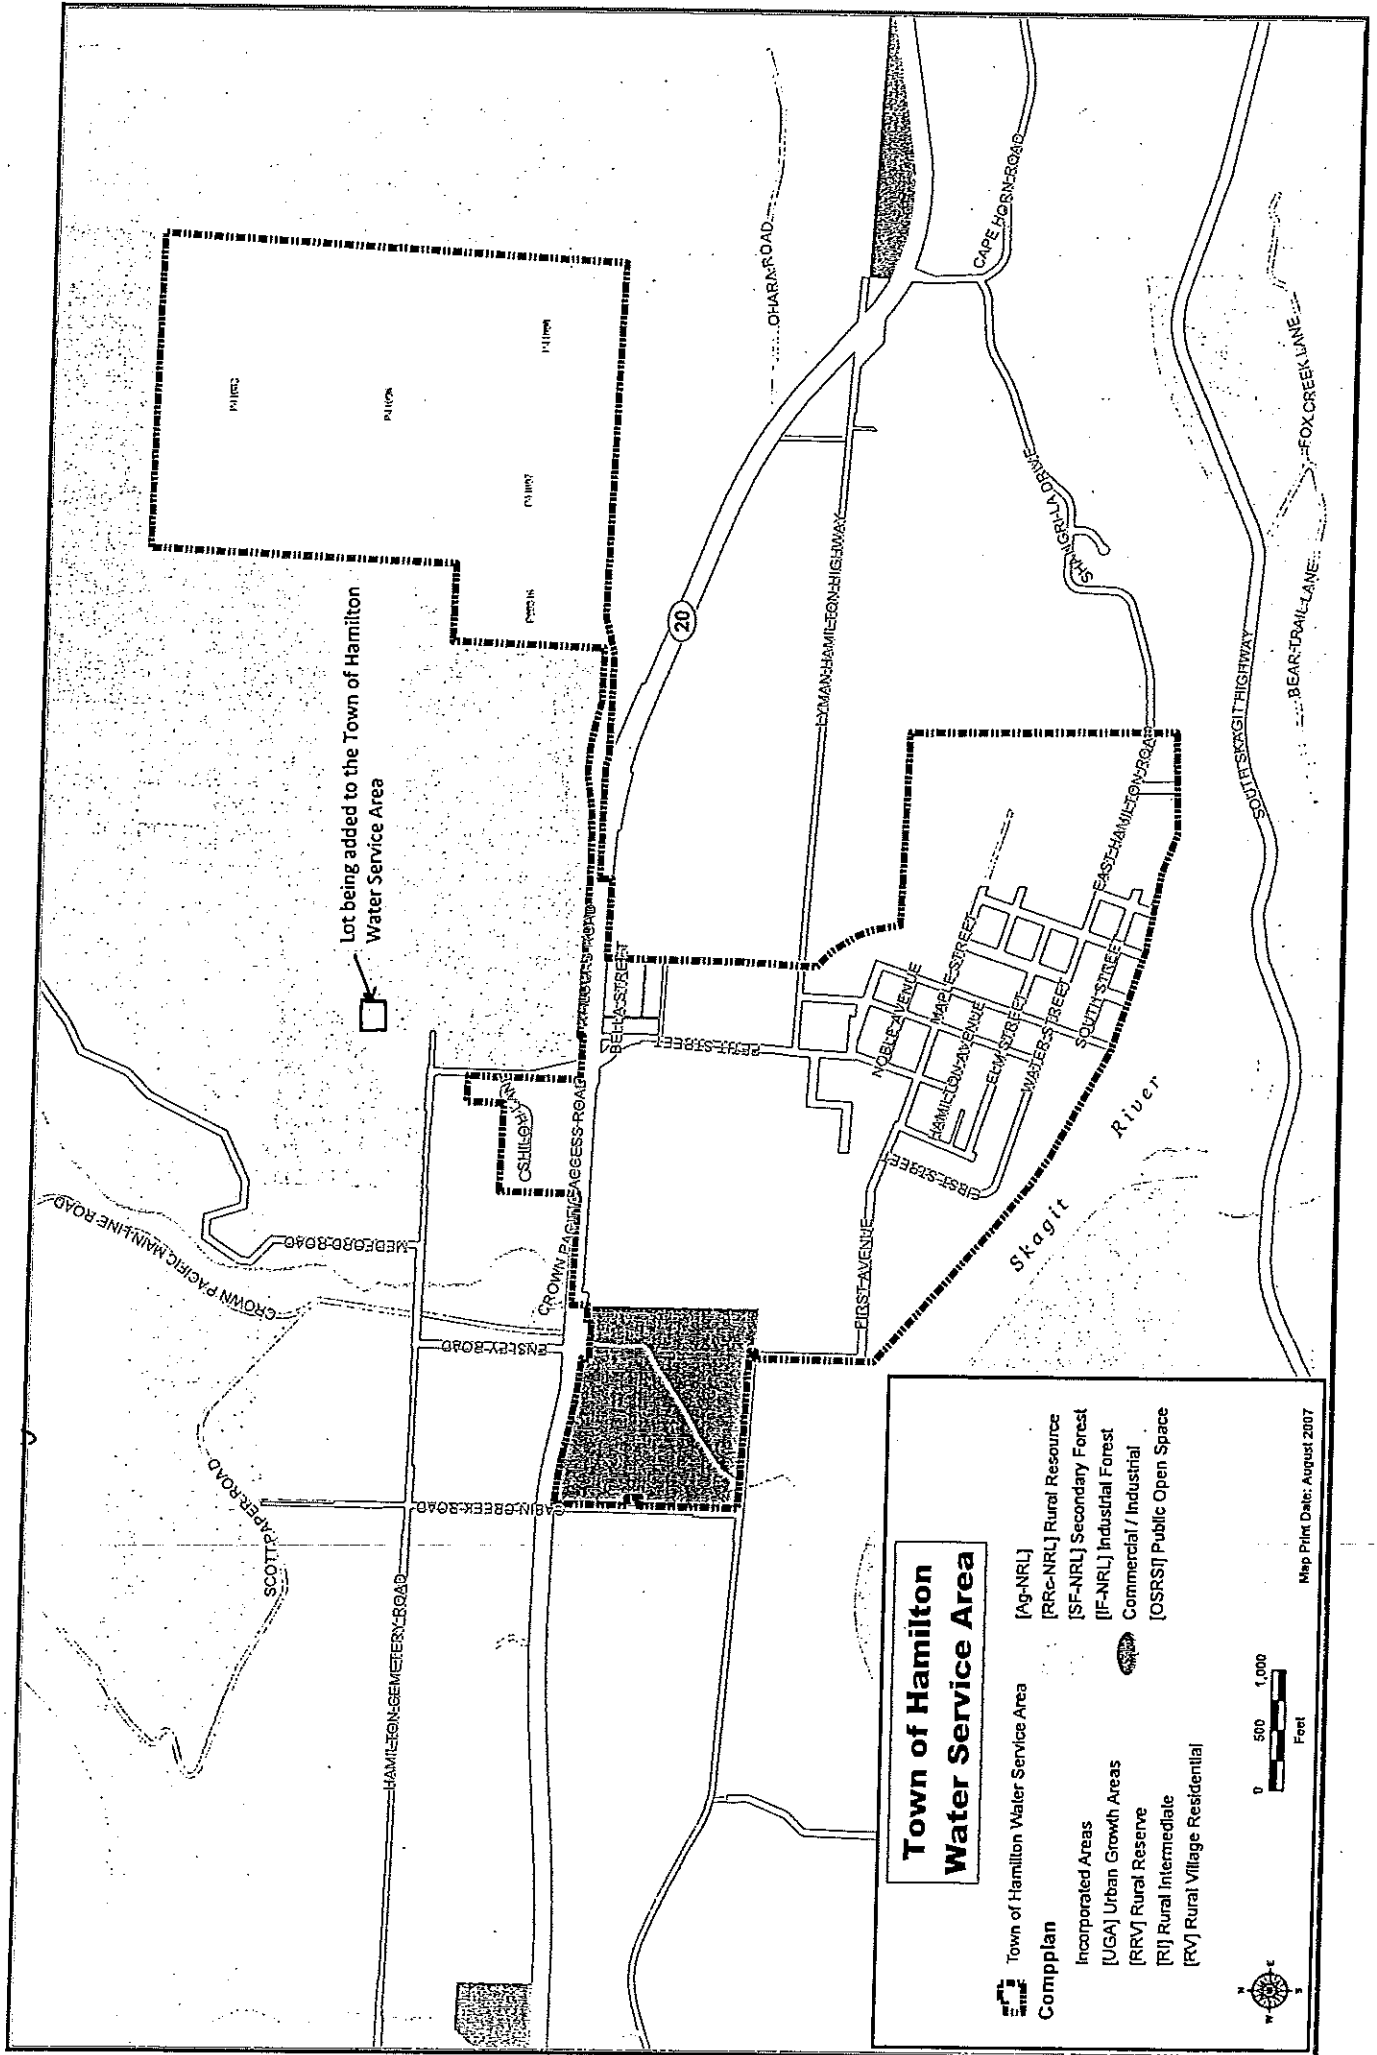 Town of Hamilton
Water Service Area
Town of Hamilton Water Service Area
Compplan
Incorporated Areas
[UGA] Urban Growth Areas
[RRV] Rural Reserve
[RI] Rural Intermediate
[RV] Rural Village Residential
[Ag-NRL]
[RRc-NRL] Rural Resource
[SF-NRL] Secondary Forest
[IF-NRL] Industrial Forest
Commercial / Industrial
[OSRSI] Public Open Space
0 500 1,000
Feet
N
W E
S
Map Print Date: August 2007
Lot being added to the Town of Hamilton
Water Service Area
SCOTT PAPER ROAD
CROWN PACIFIC MAIN LINE ROAD
MEDFORD ROAD
HAMILTON CEMETERY ROAD
CABIN CREEK ROAD
ENSLEY ROAD
CROWN PACIFIC ACCESS ROAD
BELLA STREET
PETIT STREET
20
LYMAN HAMILTON HIGHWAY
OHARA ROAD
CAPE HORN ROAD
SHANGRI-LA DRIVE
EAST HAMILTON ROAD
NOBLE AVENUE
MAPLE STREET
HAMILTON AVENUE
ELM STREET
WATER STREET
SOUTH STREET
FIRST STREET
FIRST AVENUE
Skagit
River
SOUTH SKAGIT HIGHWAY
BEAR TRAIL LANE
FOX CREEK LANE